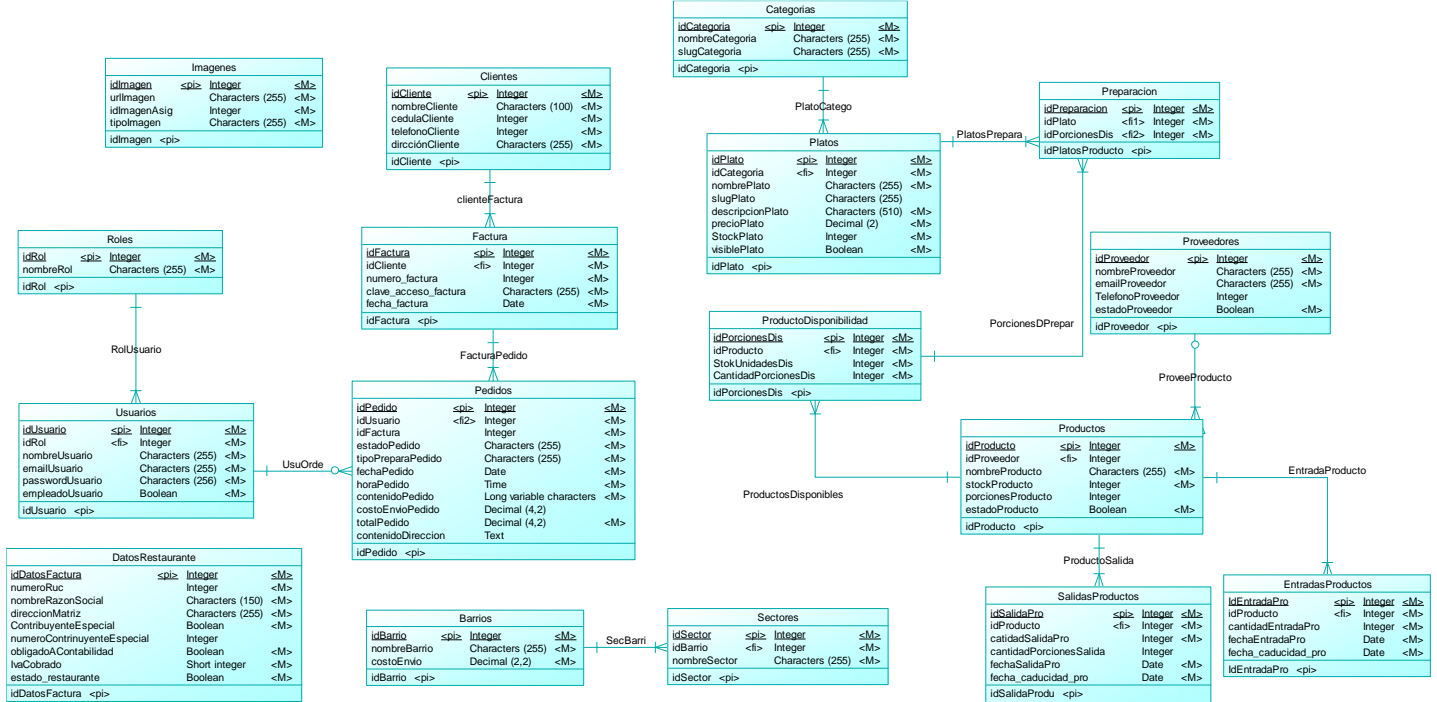 Categorias
idCategoria <pi> Integer <M>
nombreCategoria Characters (255) <M>
slugCategoria Characters (255) <M>
idCategoria <pi>
Imagenes
idImagen <pi> Integer <M>
urlImagen Characters (255) <M>
idImagenAsig Integer <M>
tipoImagen Characters (255) <M>
idImagen <pi>
Clientes
idCliente <pi> Integer <M>
nombreCliente Characters (100) <M>
cedulaCliente Integer <M>
telefonoCliente Integer <M>
dircciónCliente Characters (255) <M>
idCliente <pi>
PlatoCatego
Preparacion
idPreparacion <pi> Integer <M>
idPlato <fi1> Integer <M>
idPorcionesDis <fi2> Integer <M>
idPlatosProducto <pi>
PlatosPrepara
Platos
idPlato <pi> Integer <M>
idCategoria <fi> Integer <M>
nombrePlato Characters (255) <M>
slugPlato Characters (255)
descripcionPlato Characters (510) <M>
precioPlato Decimal (2) <M>
StockPlato Integer <M>
visiblePlato Boolean <M>
idPlato <pi>
clienteFactura
Factura
idFactura <pi> Integer <M>
idCliente <fi> Integer <M>
numero_factura Integer <M>
clave_acceso_factura Characters (255) <M>
fecha_factura Date <M>
idFactura <pi>
Roles
idRol <pi> Integer <M>
nombreRol Characters (255) <M>
idRol <pi>
Proveedores
idProveedor <pi> Integer <M>
nombreProveedor Characters (255) <M>
emailProveedor Characters (255) <M>
TelefonoProveedor Integer
estadoProveedor Boolean <M>
idProveedor <pi>
ProductoDisponibilidad
idPorcionesDis <pi> Integer <M>
idProducto <fi> Integer <M>
StokUnidadesDis Integer <M>
CantidadPorcionesDis Integer <M>
idPorcionesDis <pi>
PorcionesDPrepar
RolUsuario
FacturaPedido
ProveeProducto
Pedidos
idPedido <pi> Integer <M>
idUsuario <fi2> Integer <M>
idFactura Integer <M>
estadoPedido Characters (255) <M>
tipoPreparaPedido Characters (255) <M>
fechaPedido Date <M>
horaPedido Time <M>
contenidoPedido Long variable characters <M>
costoEnvioPedido Decimal (4,2)
totalPedido Decimal (4,2) <M>
contenidoDireccion Text
idPedido <pi>
Usuarios
idUsuario <pi> Integer <M>
idRol <fi> Integer <M>
nombreUsuario Characters (255) <M>
emailUsuario Characters (255) <M>
passwordUsuario Characters (256) <M>
empleadoUsuario Boolean <M>
idUsuario <pi>
UsuOrde
Productos
idProducto <pi> Integer <M>
idProveedor <fi> Integer
nombreProducto Characters (255) <M>
stockProducto Integer <M>
porcionesProducto Integer
estadoProducto Boolean <M>
idProducto <pi>
EntradaProducto
ProductosDisponibles
ProductoSalida
DatosRestaurante
idDatosFactura <pi> Integer <M>
numeroRuc Integer <M>
nombreRazonSocial Characters (150) <M>
direccionMatriz Characters (255) <M>
ContribuyenteEspecial Boolean <M>
numeroContrinuyenteEspecial Integer
obligadoAContabilidad Boolean <M>
IvaCobrado Short integer <M>
estado_restaurante Boolean <M>
idDatosFactura <pi>
Barrios
idBarrio <pi> Integer <M>
nombreBarrio Characters (255) <M>
costoEnvio Decimal (2,2) <M>
idBarrio <pi>
SecBarri
Sectores
idSector <pi> Integer <M>
idBarrio <fi> Integer <M>
nombreSector Characters (255) <M>
idSector <pi>
SalidasProductos
idSalidaPro <pi> Integer <M>
idProducto <fi> Integer <M>
catidadSalidaPro Integer <M>
cantidadPorcionesSalida Integer
fechaSalidaPro Date <M>
fecha_caducidad_pro Date <M>
idSalidaProdu <pi>
EntradasProductos
IdEntradaPro <pi> Integer <M>
idProducto <fi> Integer <M>
cantidadEntradaPro Integer <M>
fechaEntradaPro Date <M>
fecha_caducidad_pro Date <M>
IdEntradaPro <pi>